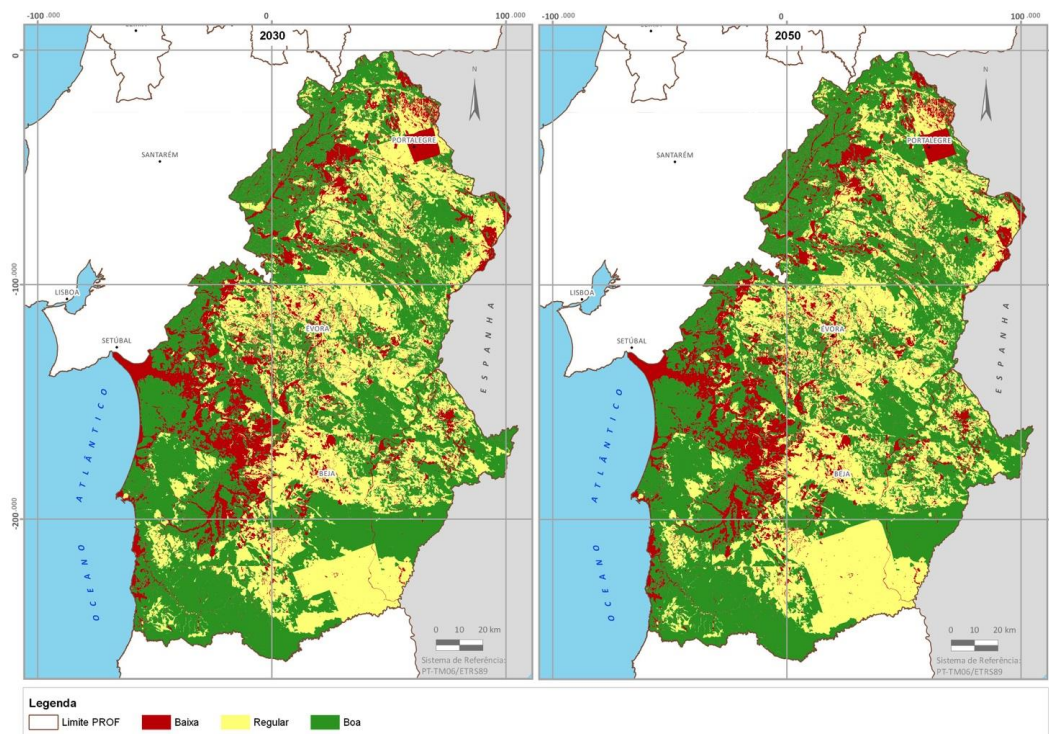 -100.000
0
100.000
-100.000
0
100.000
2030
2050
0
N
N
PORTALEGRE
PORTALEGRE
SANTARÉM
SANTARÉM
-100.000
LISBOA
LISBOA
ÉVORA
ÉVORA
SETÚBAL
SETÚBAL
ESPANHA
ESPANHA
OCEANO ATLÂNTICO
OCEANO ATLÂNTICO
BEJA
BEJA
-200.000
0 10 20 km
0 10 20 km
Sistema de Referência:
PT-TM06/ETRS89
Sistema de Referência:
PT-TM06/ETRS89
Legenda
Limite PROF
Baixa
Regular
Boa